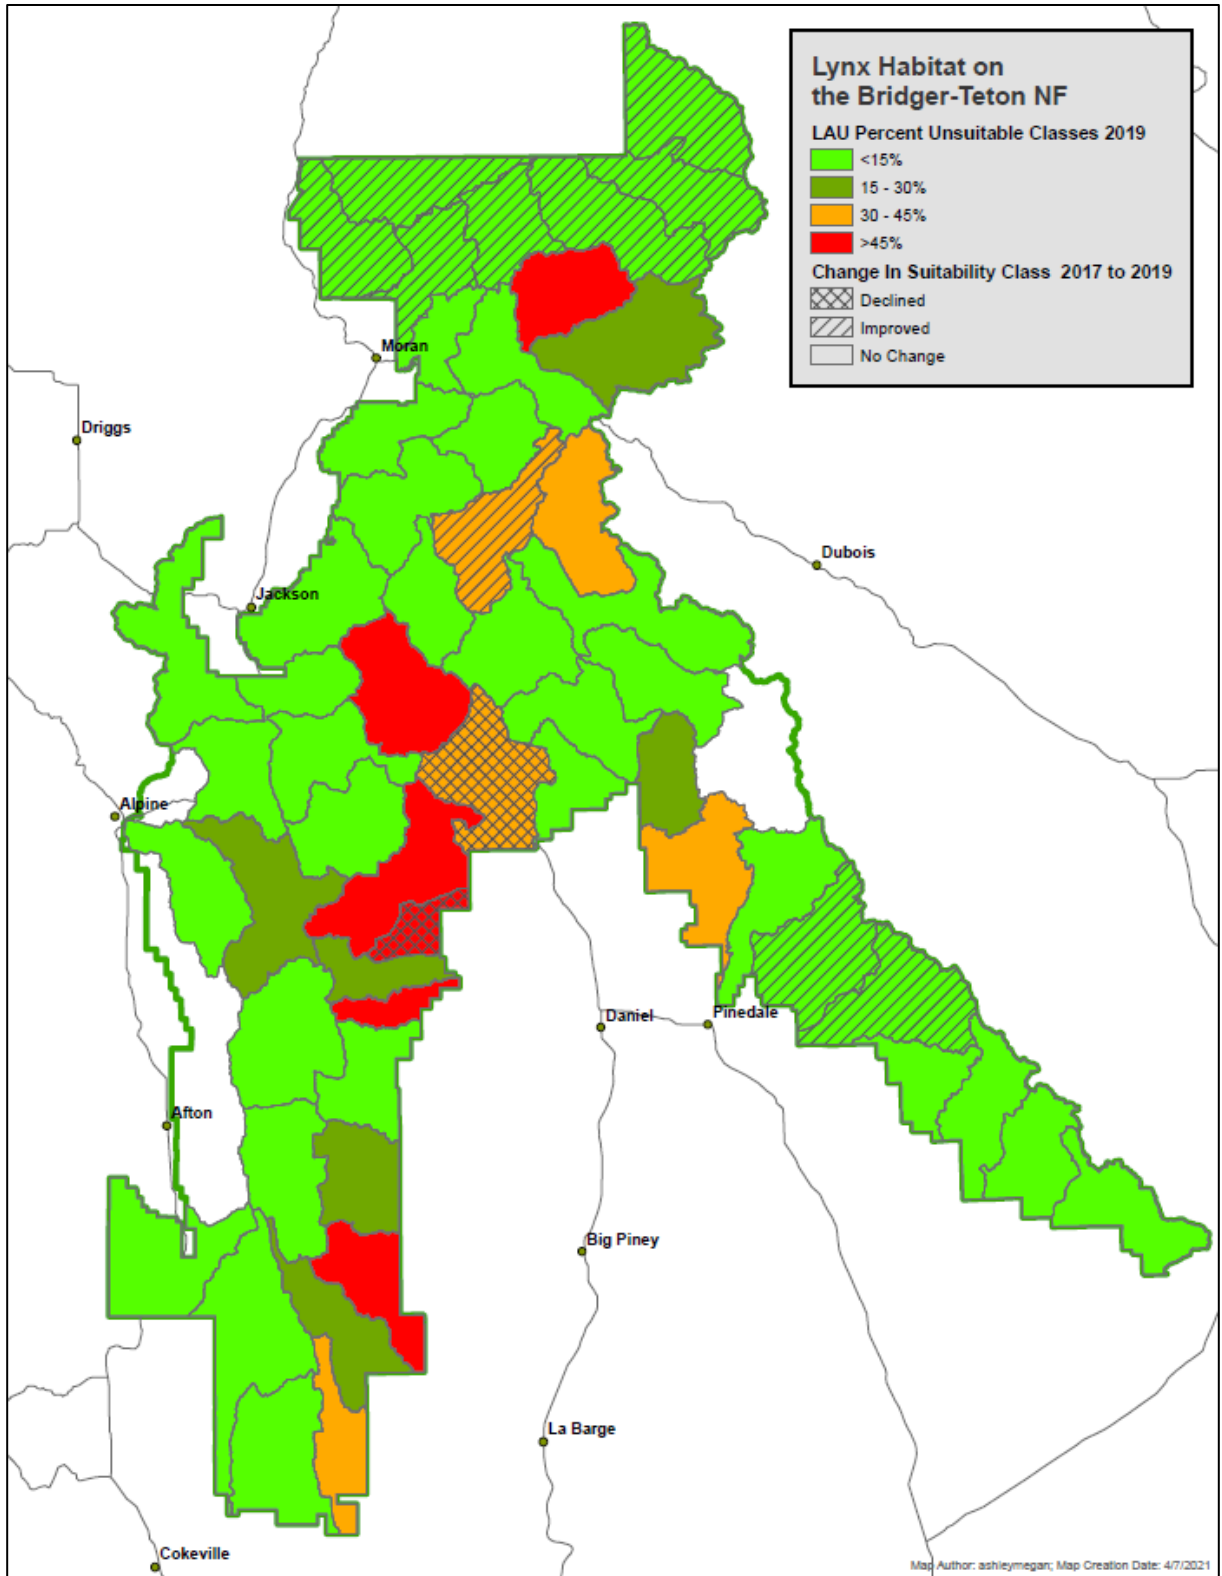 Lynx Habitat on
the Bridger-Teton NF
LAU Percent Unsuitable Classes 2019
<15%
15 - 30%
30 - 45%
>45%
Change In Suitability Class 2017 to 2019
Declined
Improved
No Change
Moran
Driggs
Dubois
Jackson
Alpine
Daniel
Pinedale
Afton
Big Piney
La Barge
Cokeville
Map Author: ashleymegan; Map Creation Date: 4/7/2021